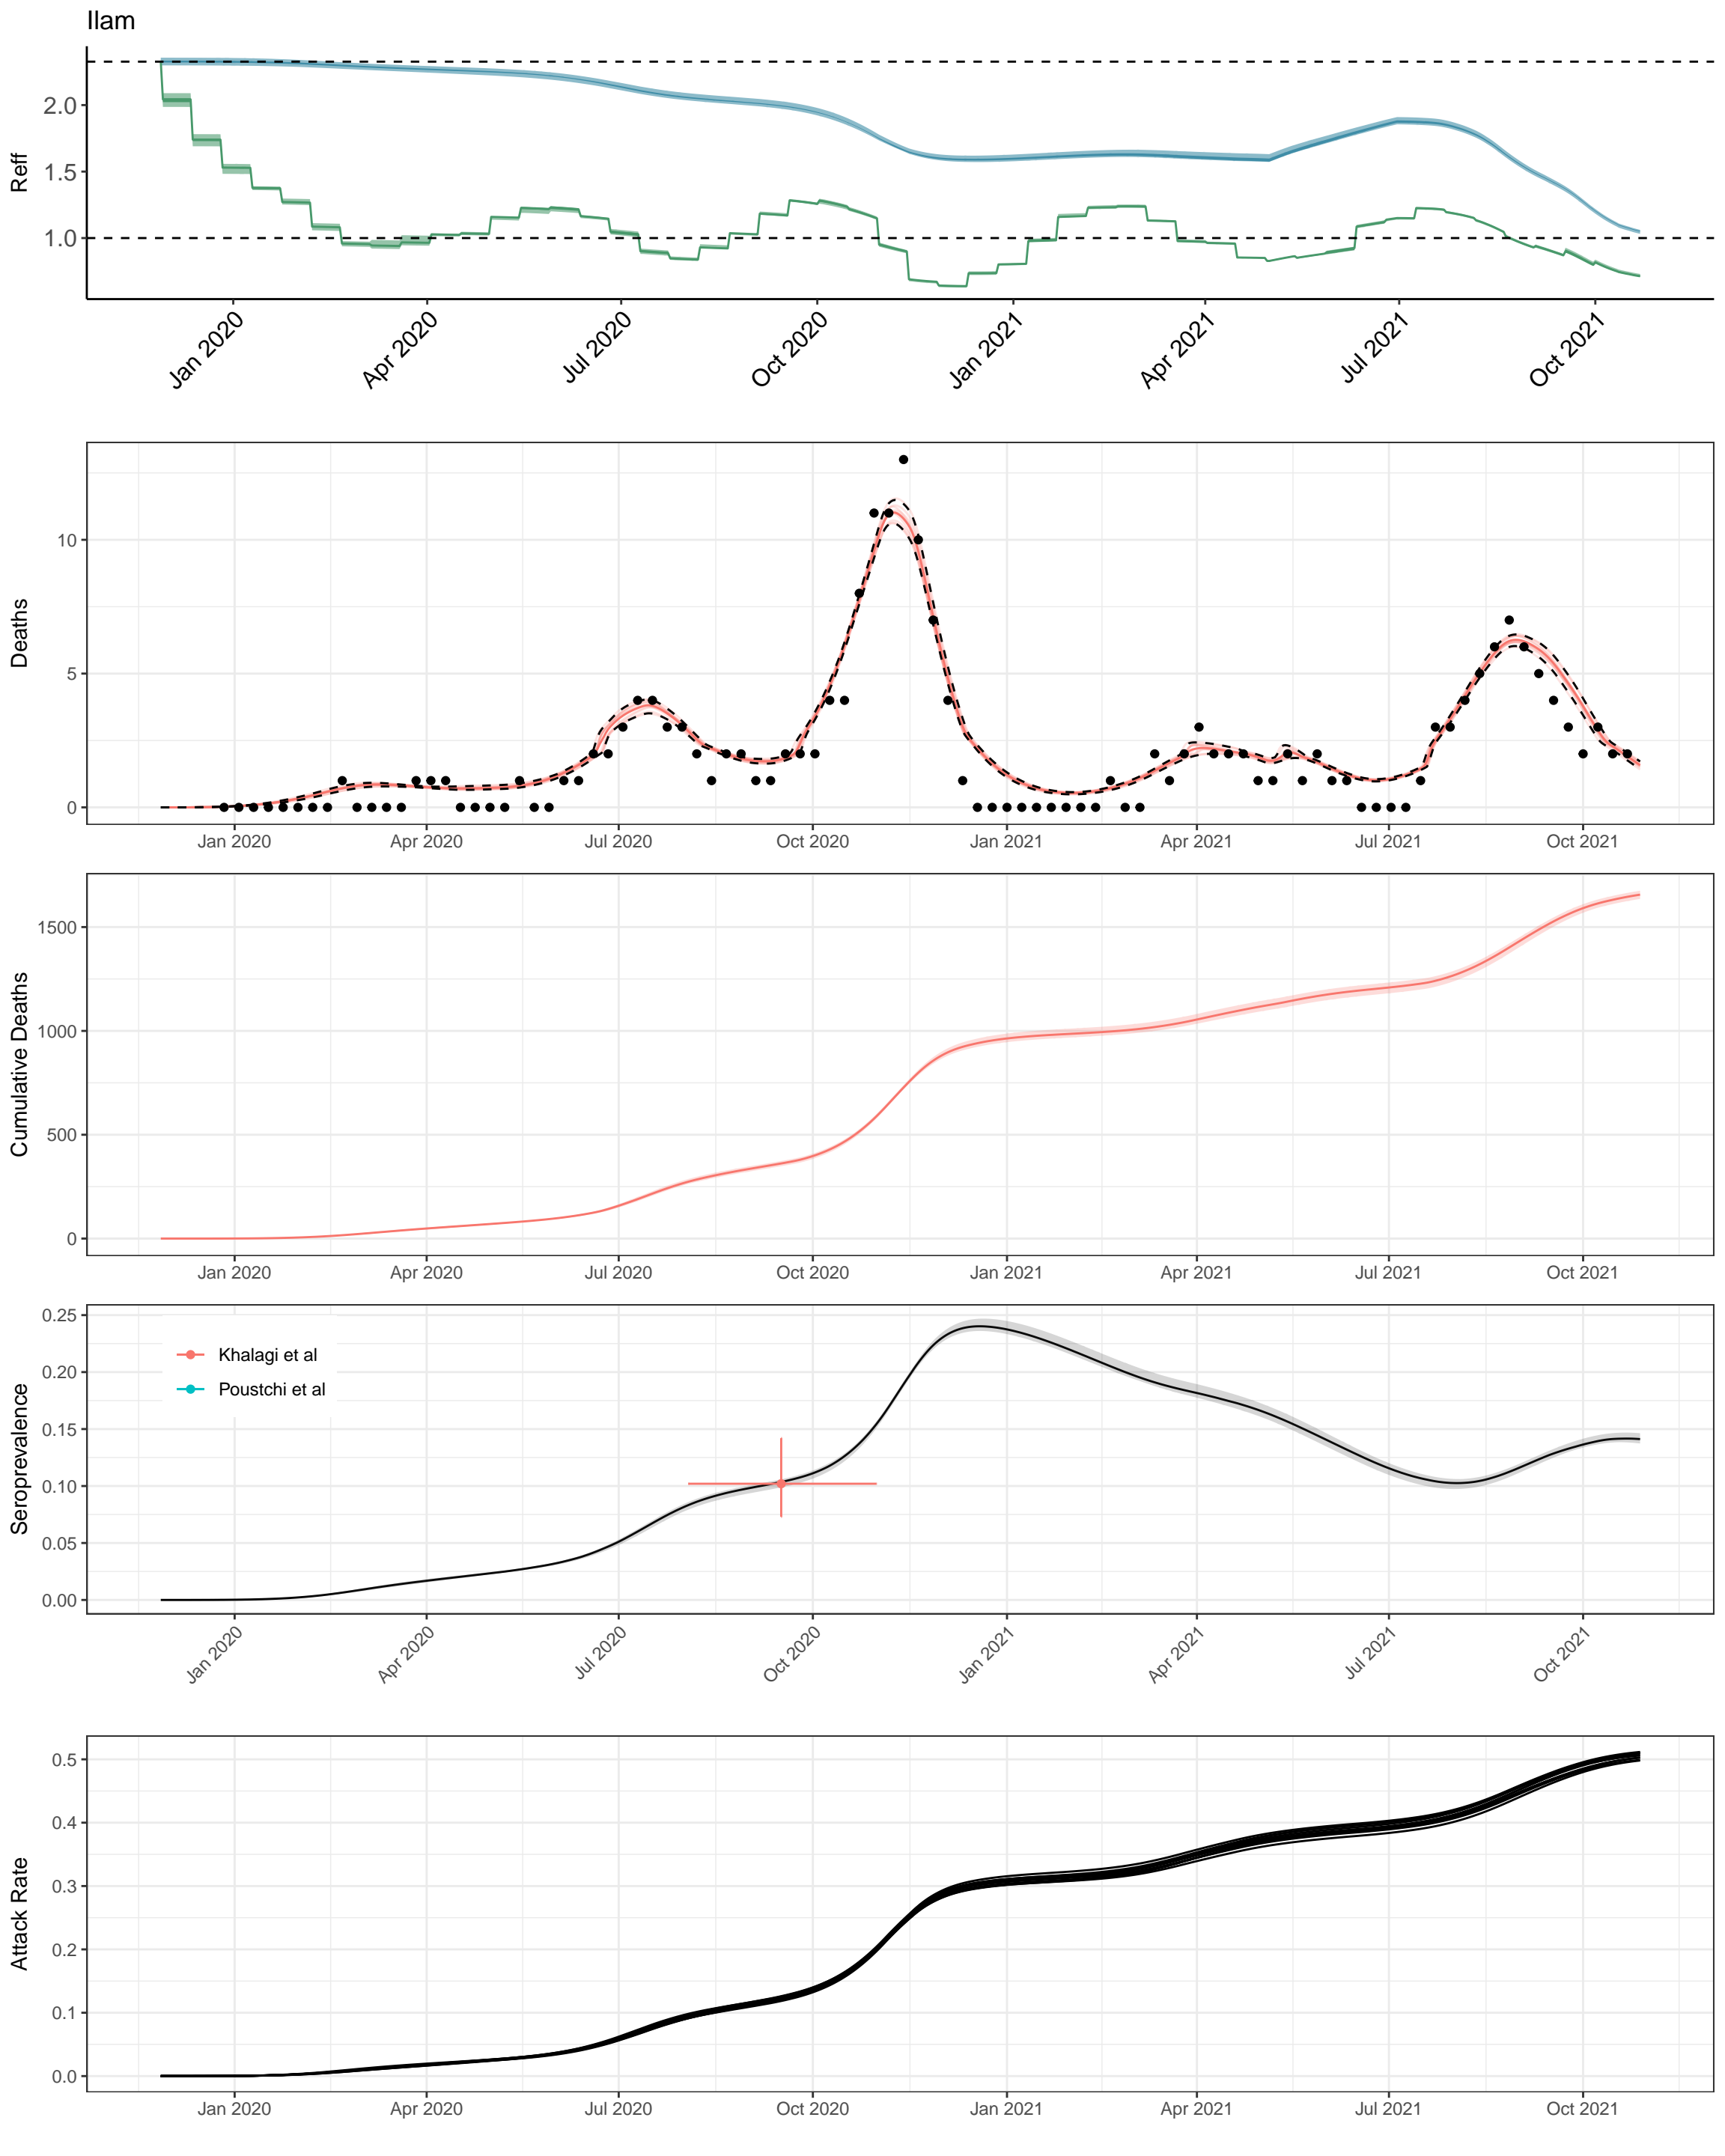 Ilam
Reff
2.0
1.5
1.0
Jan 2020
Apr 2020
Jul 2020
Oct 2020
Jan 2021
Apr 2021
Jul 2021
Oct 2021
Deaths
10
5
0
Jan 2020
Apr 2020
Jul 2020
Oct 2020
Jan 2021
Apr 2021
Jul 2021
Oct 2021
Cumulative Deaths
1500
1000
500
0
Jan 2020
Apr 2020
Jul 2020
Oct 2020
Jan 2021
Apr 2021
Jul 2021
Oct 2021
Seroprevalence
0.25
0.20
0.15
0.10
0.05
0.00
Khalagi et al
Poustchi et al
Jan 2020
Apr 2020
Jul 2020
Oct 2020
Jan 2021
Apr 2021
Jul 2021
Oct 2021
Attack Rate
0.5
0.4
0.3
0.2
0.1
0.0
Jan 2020
Apr 2020
Jul 2020
Oct 2020
Jan 2021
Apr 2021
Jul 2021
Oct 2021